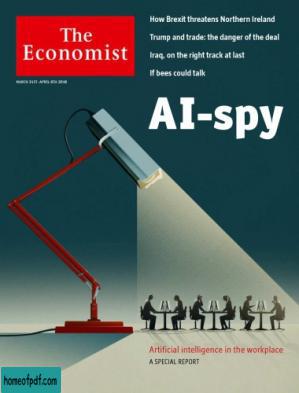 How Brexit threatens Northern Ireland
Trump and trade: the danger of the deal
Iraq, on the right track at last
If bees could talk
The
Economist
MARCH 31ST–APRIL 6TH 2018
AI-spy
Artificial intelligence in the workplace
A SPECIAL REPORT
homeofpdf.com